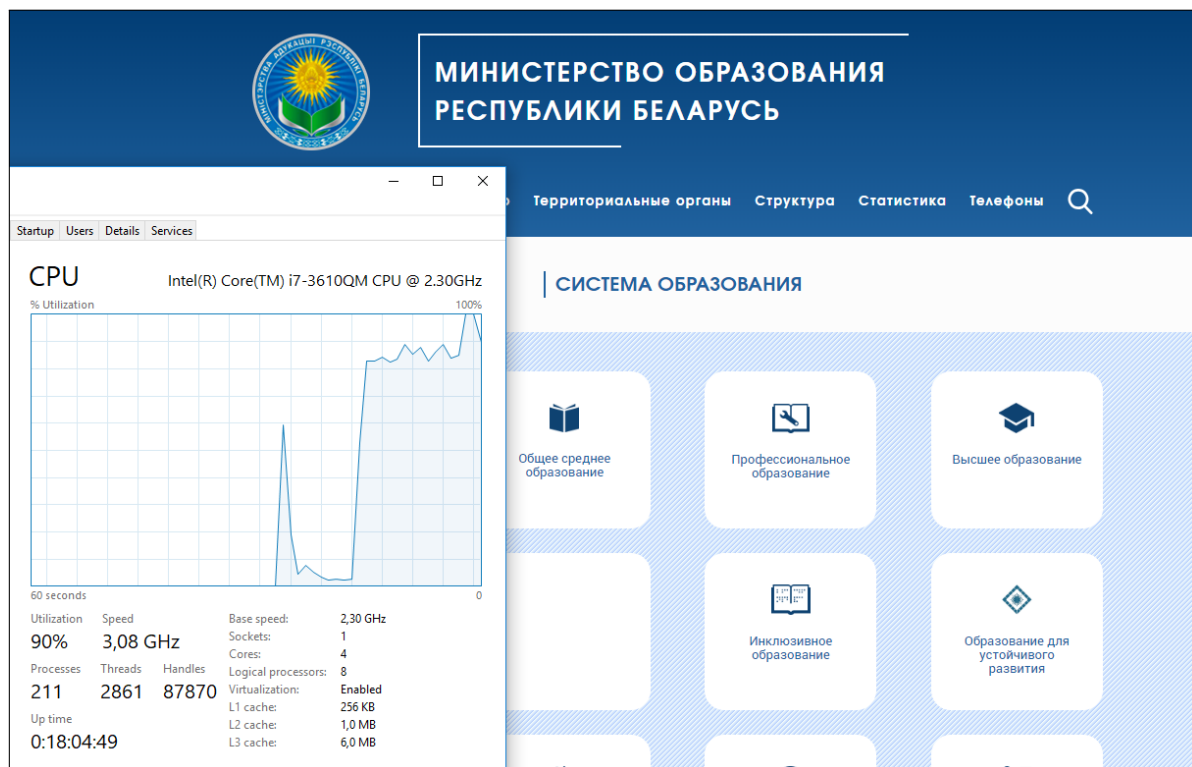 МІНІСТЭРСТВА АДУКАЦЫІ РЭСПУБЛІКІ БЕЛАРУСЬ
МИНИСТЕРСТВО ОБРАЗОВАНИЯ
РЕСПУБЛИКИ БЕЛАРУСЬ
Территориальные органы Структура Статистика Телефоны
Startup Users Details Services
CPU Intel(R) Core(TM) i7-3610QM CPU @ 2.30GHz
% Utilization 100%
60 seconds 0
Utilization Speed
90% 3,08 GHz
Processes Threads Handles
211 2861 87870
Up time
0:18:04:49
Base speed: 2,30 GHz
Sockets: 1
Cores: 4
Logical processors: 8
Virtualization: Enabled
L1 cache: 256 KB
L2 cache: 1,0 MB
L3 cache: 6,0 MB
СИСТЕМА ОБРАЗОВАНИЯ
Общее среднее
образование
Профессиональное
образование
Высшее образование
Инклюзивное
образование
Образование для
устойчивого
развития